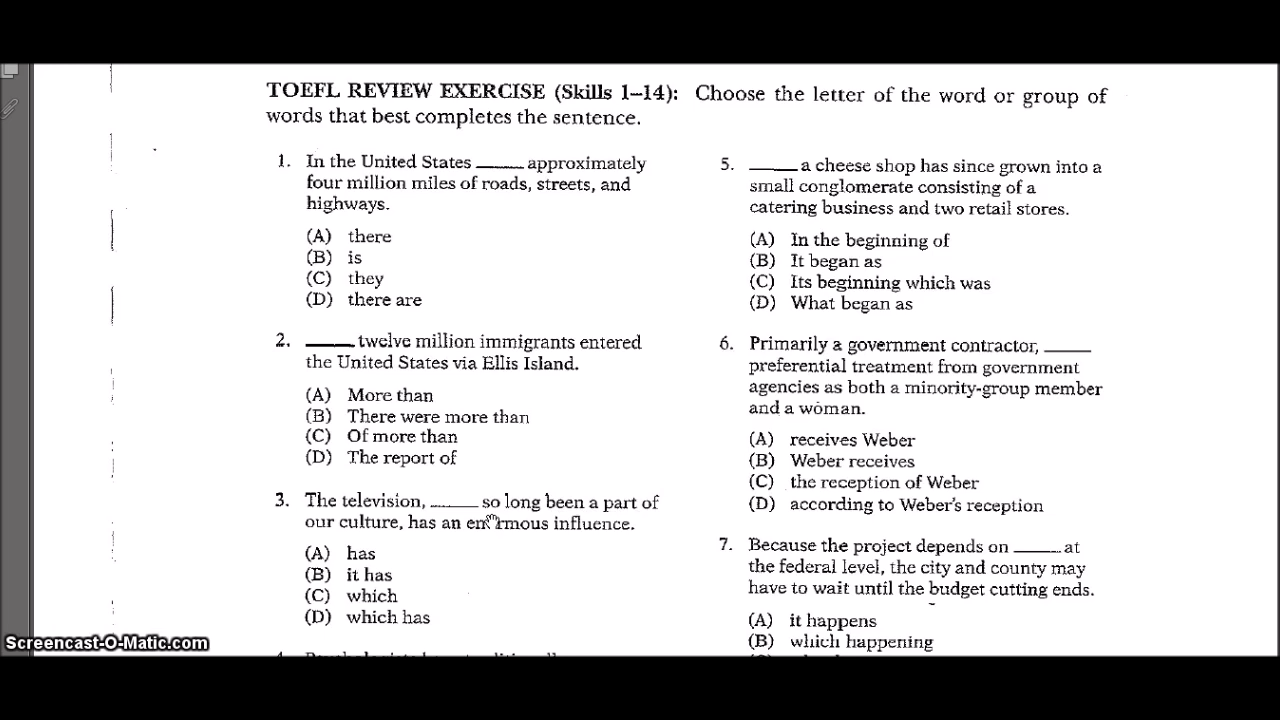 TOEFL REVIEW EXERCISE (Skills 1–14): Choose the letter of the word or group of
words that best completes the sentence.
1. In the United States _____ approximately
four million miles of roads, streets, and
highways.
(A) there
(B) is
(C) they
(D) there are
2. _____ twelve million immigrants entered
the United States via Ellis Island.
(A) More than
(B) There were more than
(C) Of more than
(D) The report of
3. The television, _____ so long been a part of
our culture, has an enormous influence.
(A) has
(B) it has
(C) which
(D) which has
5. _____ a cheese shop has since grown into a
small conglomerate consisting of a
catering business and two retail stores.
(A) In the beginning of
(B) It began as
(C) Its beginning which was
(D) What began as
6. Primarily a government contractor, _____
preferential treatment from government
agencies as both a minority-group member
and a woman.
(A) receives Weber
(B) Weber receives
(C) the reception of Weber
(D) according to Weber's reception
7. Because the project depends on _____ at
the federal level, the city and county may
have to wait until the budget cutting ends.
(A) it happens
(B) which happening
Screencast-O-Matic.com